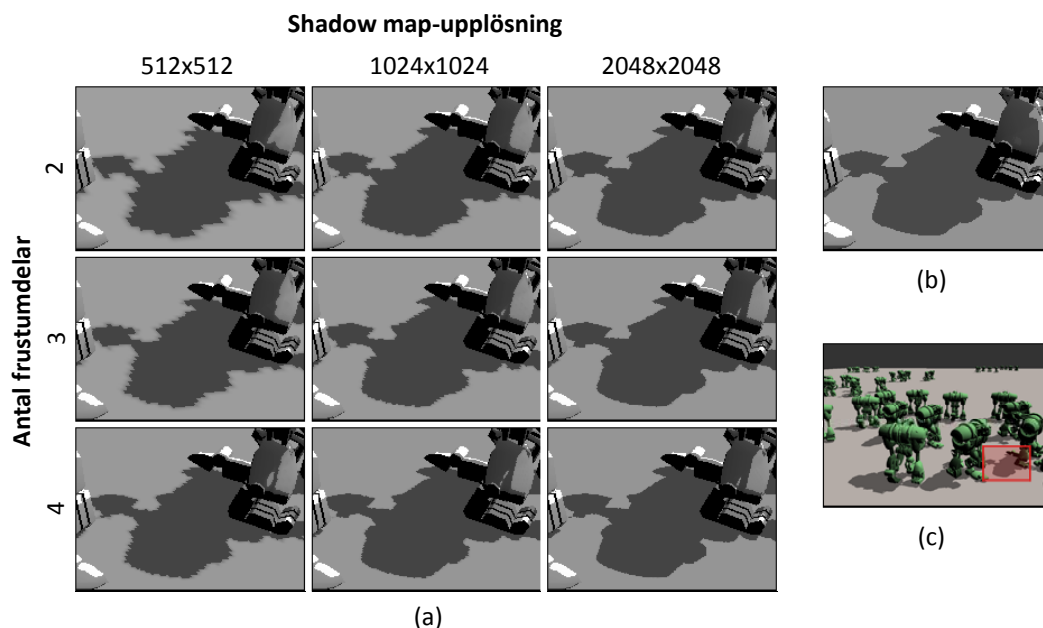 Shadow map-upplösning
512x512 1024x1024 2048x2048
Antal frustumdelar
2
3
4
(a)
(b)
(c)